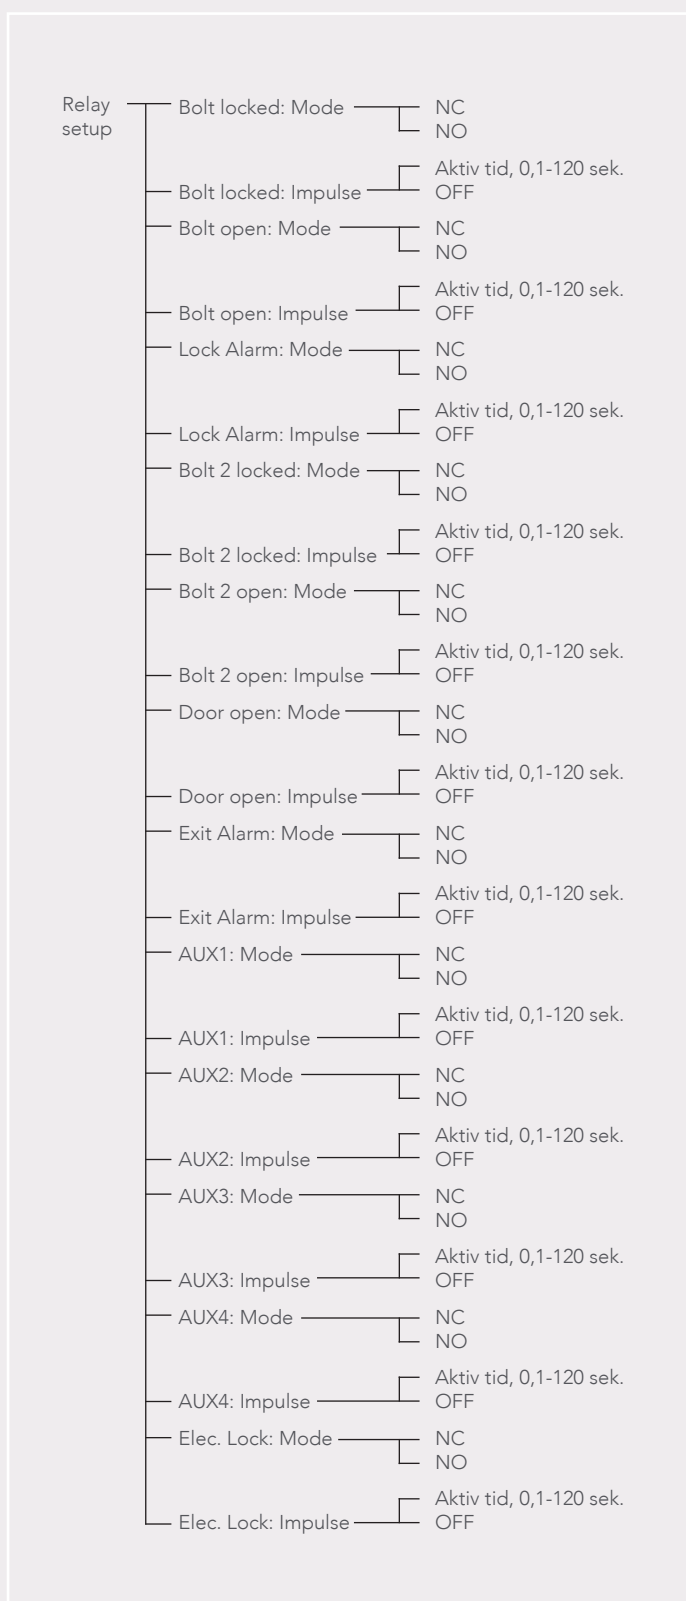 Relay
setup
Bolt locked: Mode
NC
NO
Aktiv tid, 0,1-120 sek.
Bolt locked: Impulse
OFF
Bolt open: Mode
NC
NO
Aktiv tid, 0,1-120 sek.
Bolt open: Impulse
OFF
Lock Alarm: Mode
NC
NO
Aktiv tid, 0,1-120 sek.
Lock Alarm: Impulse
OFF
Bolt 2 locked: Mode
NC
NO
Aktiv tid, 0,1-120 sek.
Bolt 2 locked: Impulse
OFF
Bolt 2 open: Mode
NC
NO
Aktiv tid, 0,1-120 sek.
Bolt 2 open: Impulse
OFF
Door open: Mode
NC
NO
Aktiv tid, 0,1-120 sek.
Door open: Impulse
OFF
Exit Alarm: Mode
NC
NO
Aktiv tid, 0,1-120 sek.
Exit Alarm: Impulse
OFF
AUX1: Mode
NC
NO
Aktiv tid, 0,1-120 sek.
AUX1: Impulse
OFF
AUX2: Mode
NC
NO
Aktiv tid, 0,1-120 sek.
AUX2: Impulse
OFF
AUX3: Mode
NC
NO
Aktiv tid, 0,1-120 sek.
AUX3: Impulse
OFF
AUX4: Mode
NC
NO
Aktiv tid, 0,1-120 sek.
AUX4: Impulse
OFF
Elec. Lock: Mode
NC
NO
Aktiv tid, 0,1-120 sek.
Elec. Lock: Impulse
OFF